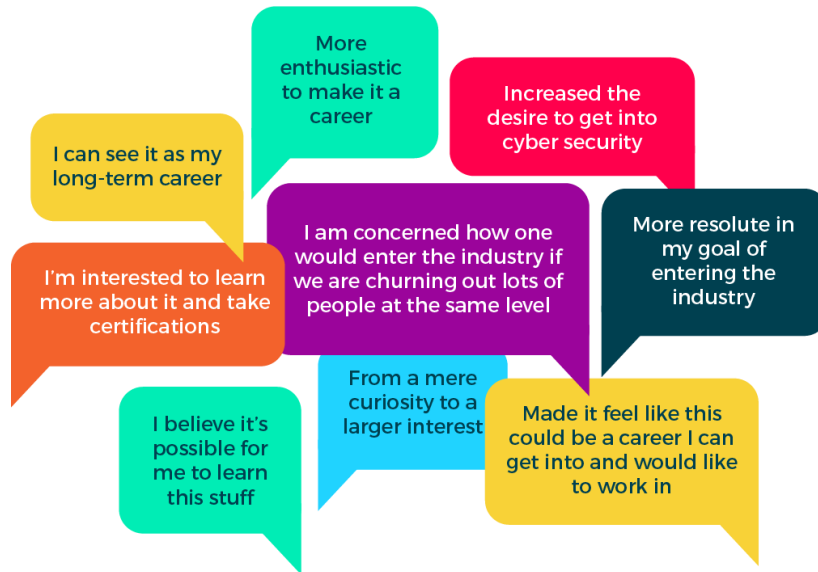 More
enthusiastic
to make it a
career
Increased the
desire to get into
cyber security
I can see it as my
long-term career
I am concerned how one
would enter the industry if
we are churning out lots of
people at the same level
More resolute in
my goal of
entering the
industry
I'm interested to learn
more about it and take
certifications
From a mere
curiosity to a
larger interest
I believe it's
possible for
me to learn
this stuff
Made it feel like this
could be a career I can
get into and would like
to work in